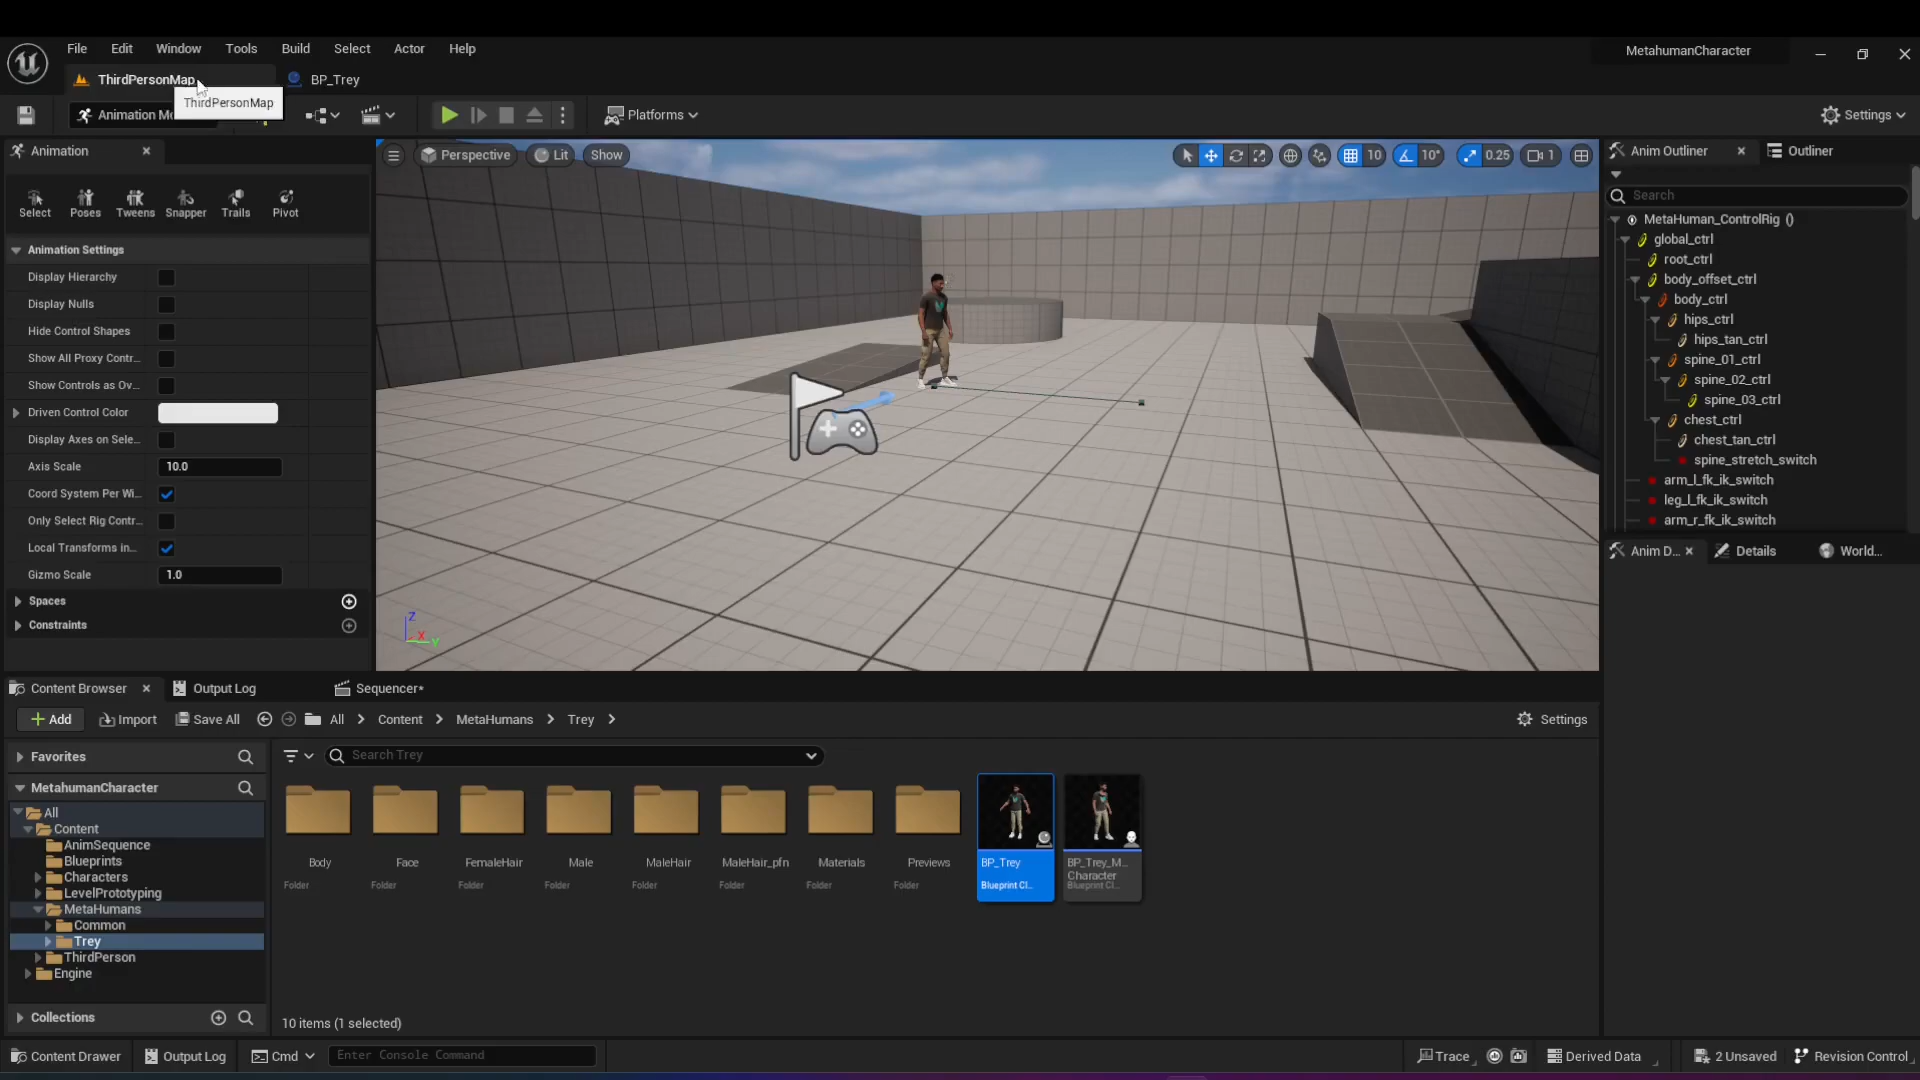 File Edit Window Tools Build Select Actor Help
MetahumanCharacter
ThirdPersonMap
BP_Trey
ThirdPersonMap
Animation Mo
Platforms
Settings
Animation
Perspective
Lit
Show
10
10°
0.25
1
Anim Outliner
Outliner
Search
Select Poses Tweens Snapper Trails Pivot
Animation Settings
Display Hierarchy
Display Nulls
Hide Control Shapes
Show All Proxy Contr...
Show Controls as Ov...
Driven Control Color
Display Axes on Sele...
Axis Scale 10.0
Coord System Per Wi...
Only Select Rig Contr...
Local Transforms in...
Gizmo Scale 1.0
Spaces
Constraints
Z
X
Y
MetaHuman_ControlRig ()
global_ctrl
root_ctrl
body_offset_ctrl
body_ctrl
hips_ctrl
hips_tan_ctrl
spine_01_ctrl
spine_02_ctrl
spine_03_ctrl
chest_ctrl
chest_tan_ctrl
spine_stretch_switch
arm_l_fk_ik_switch
leg_l_fk_ik_switch
arm_r_fk_ik_switch
Anim D...
Details
World...
Content Browser
Output Log
Sequencer*
Add
Import
Save All
All
Content
MetaHumans
Trey
Settings
Favorites
Search Trey
MetahumanCharacter
All
Content
AnimSequence
Blueprints
Characters
LevelPrototyping
MetaHumans
Common
Trey
ThirdPerson
Engine
Collections
Body
Folder
Face
Folder
FemaleHair
Folder
Male
Folder
MaleHair
Folder
MaleHair_pfn
Folder
Materials
Folder
Previews
Folder
BP_Trey
Blueprint Cl...
BP_Trey_M...
Character
Blueprint Cl...
10 items (1 selected)
Content Drawer
Output Log
Cmd
Enter Console Command
Trace
Derived Data
2 Unsaved
Revision Control